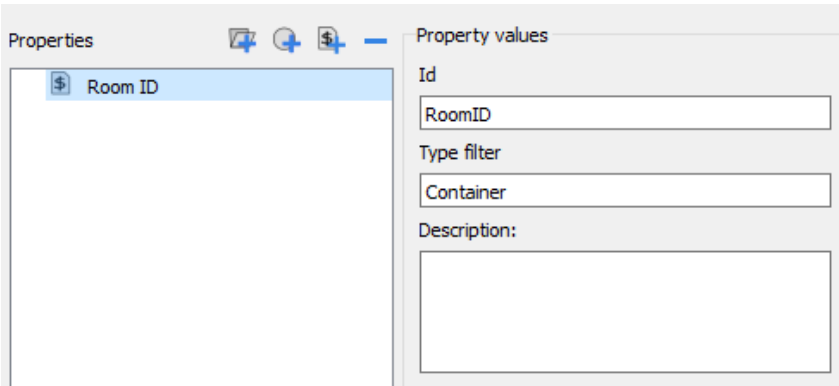 Properties
$
Room ID
Property values
Id
RoomID
Type filter
Container
Description: